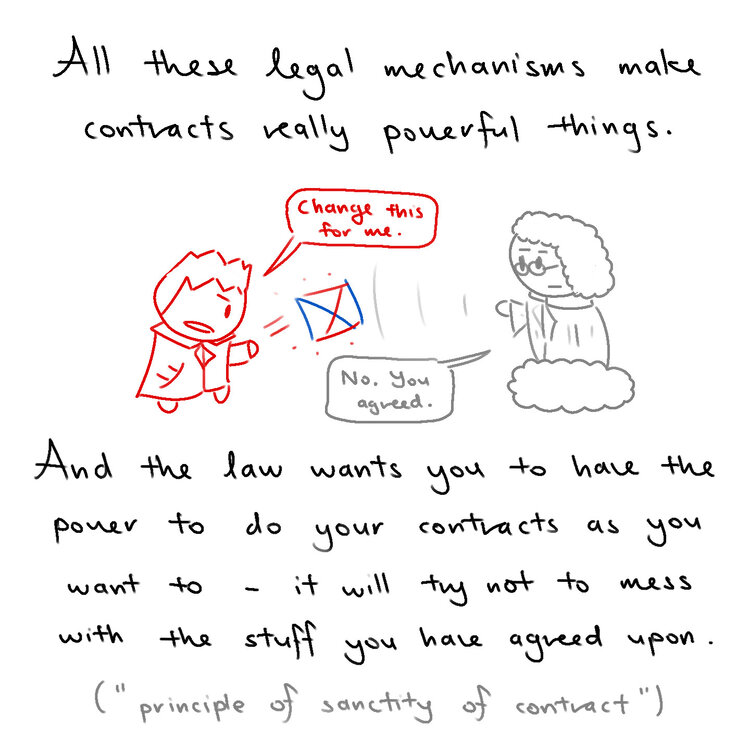 All these legal mechanisms make
contracts really powerful things.
Change this
for me.
No. You
agreed.
And the law wants you to have the
power to do your contracts as you
want to - it will try not to mess
with the stuff you have agreed upon.
("principle of sanctity of contract")